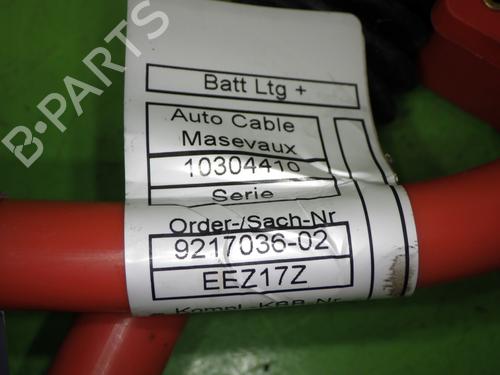 B-PARTS
Batt Ltg +
Auto Cable
Masevaux
10304419
Serie
Order-/Sach-Nr
9217036-02
EEZ17Z